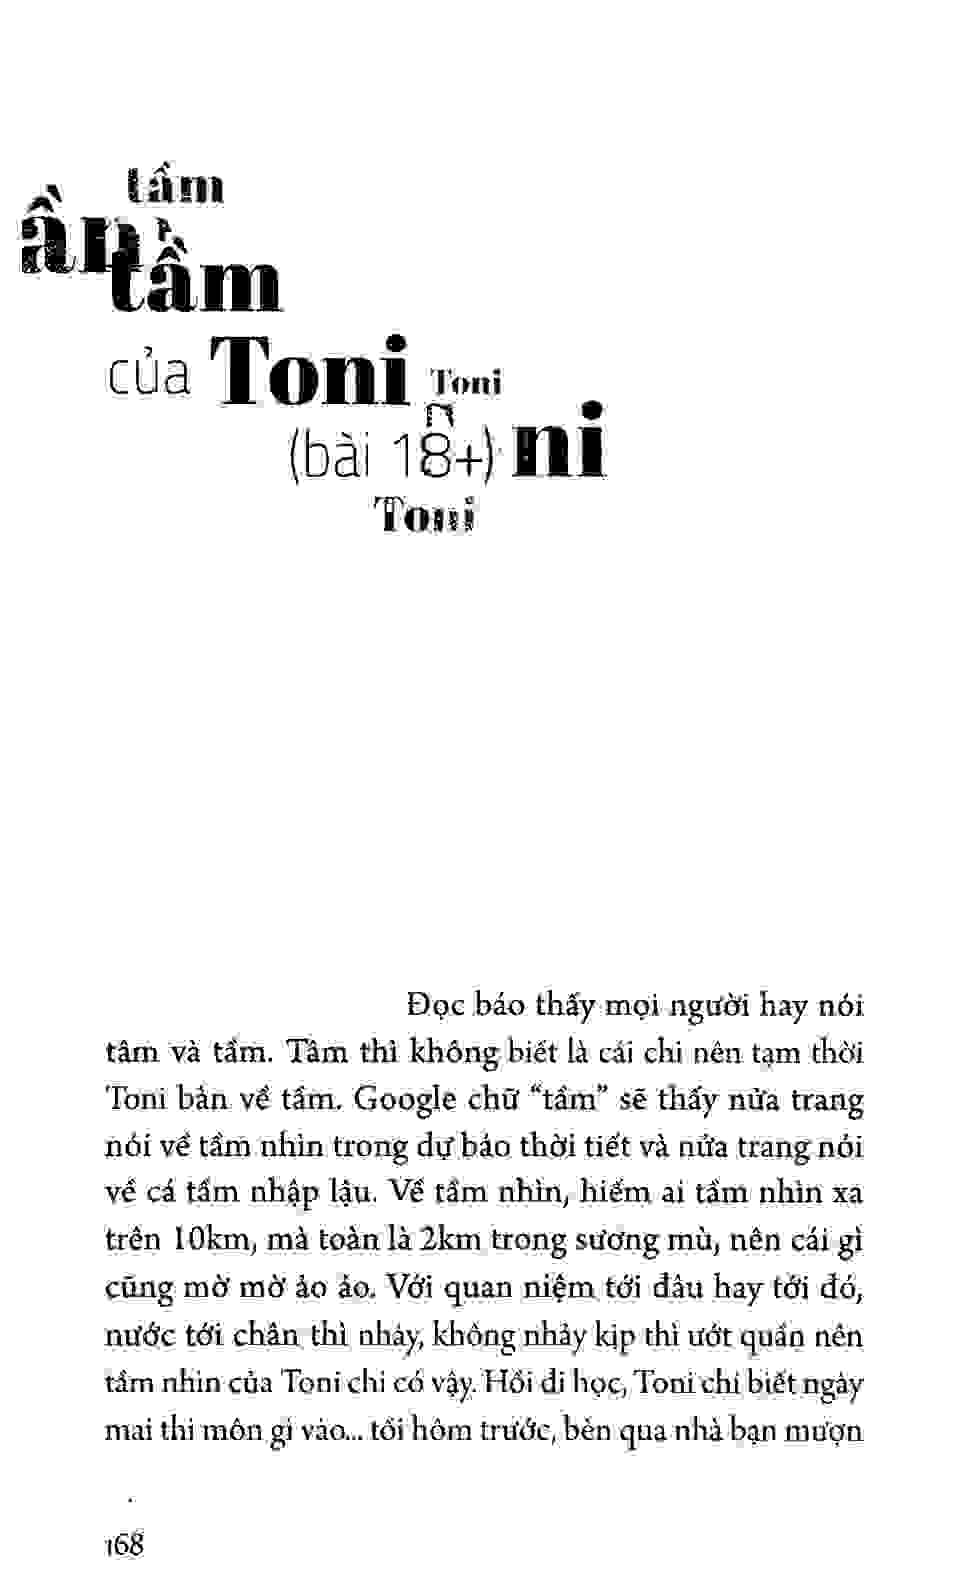 tầm
ần
tầm
của Toni Toni
(bài 18+) ni
Toni
Đọc báo thấy mọi người hay nói
tâm và tầm. Tâm thì không biết là cái chi nên tạm thời
Toni bàn về tầm. Google chữ “tầm” sẽ thấy nửa trang
nói về tầm nhìn trong dự báo thời tiết và nửa trang nói
về cá tầm nhập lậu. Về tầm nhìn, hiếm ai tầm nhìn xa
trên 10km, mà toàn là 2km trong sương mù, nên cái gì
cũng mờ mờ ảo ảo. Với quan niệm tới đâu hay tới đó,
nước tới chân thì nhảy, không nhảy kịp thì ướt quần nên
tầm nhìn của Toni chỉ có vậy. Hồi đi học, Toni chỉ biết ngày
mai thi môn gì vào... tối hôm trước, bèn qua nhà bạn mượn
168